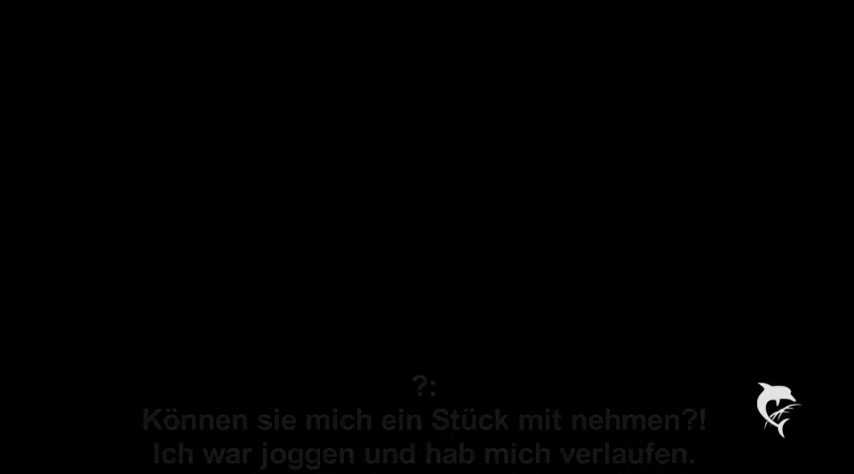 ?:
Können sie mich ein Stück mit nehmen?!
Ich war joggen und hab mich verlaufen.